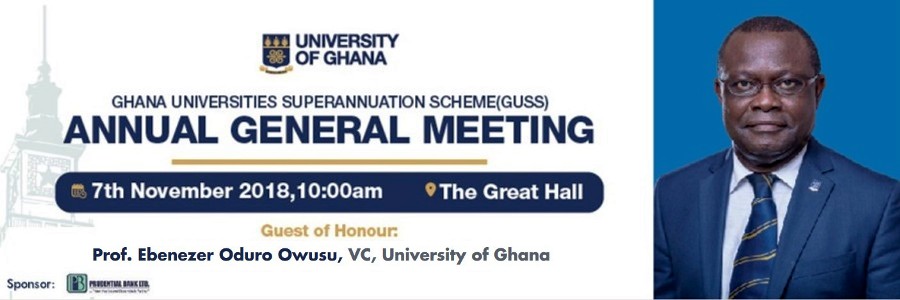 UNIVERSITY
OF GHANA
GHANA UNIVERSITIES SUPERANNUATION SCHEME(GUSS)
ANNUAL GENERAL MEETING
7th November 2018,10:00am
The Great Hall
Guest of Honour:
Prof. Ebenezer Oduro Owusu, VC, University of Ghana
Sponsor:
PRUDENTIAL BANK LTD.